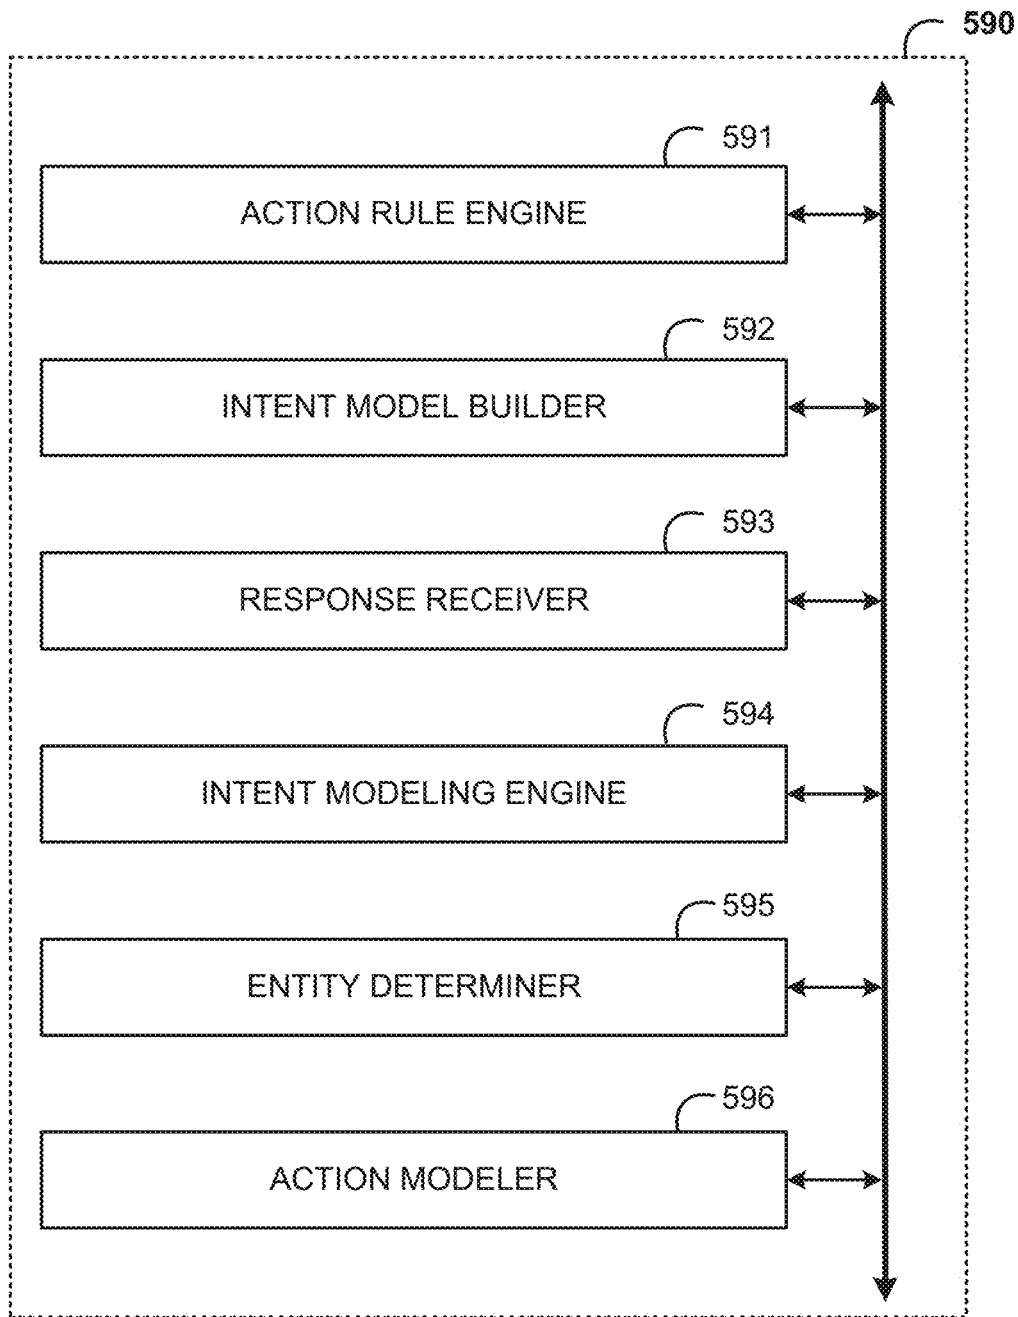 590
591
ACTION RULE ENGINE
592
INTENT MODEL BUILDER
593
RESPONSE RECEIVER
594
INTENT MODELING ENGINE
595
ENTITY DETERMINER
596
ACTION MODELER